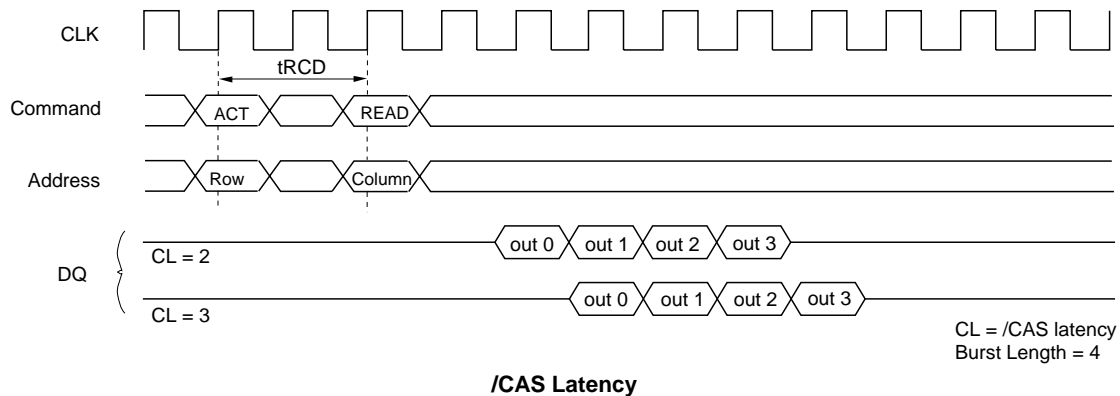 CLK
tRCD
Command ACT READ
Address Row Column
out 0 out 1 out 2 out 3
CL = 2
DQ
out 0 out 1 out 2 out 3
CL = 3
CL = /CAS latency
Burst Length = 4
/CAS Latency